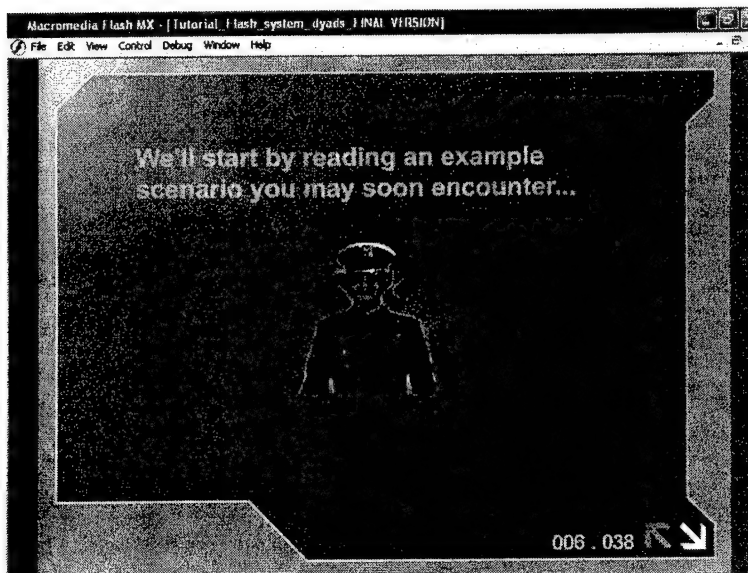 Macromedia Flash MX - [Tutorial_Flash_system_dyads_FINAL VERSION]
File Edit View Control Debug Window Help
We'll start by reading an example
scenario you may soon encounter...
006 . 038